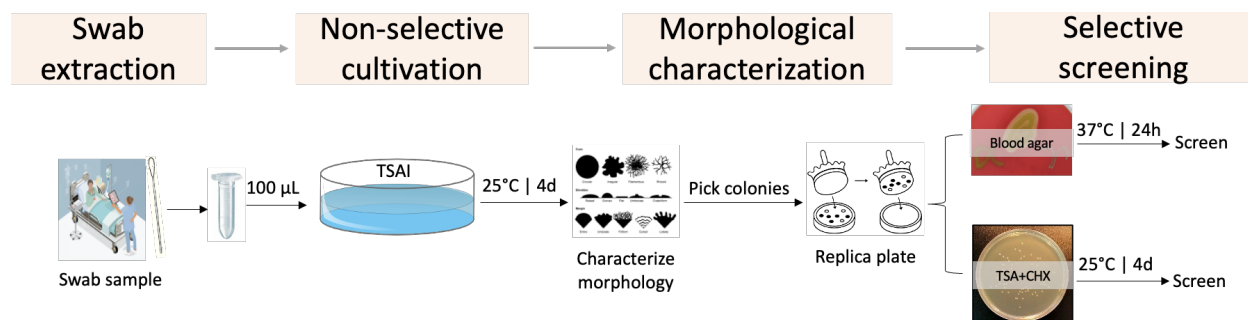 Swab
extraction
Non-selective
cultivation
Morphological
characterization
Selective
screening
Swab sample
100 µL
TSAI
25°C | 4d
Characterize
morphology
Pick colonies
Replica plate
Blood agar
37°C | 24h
Screen
TSA+CHX
25°C | 4d
Screen